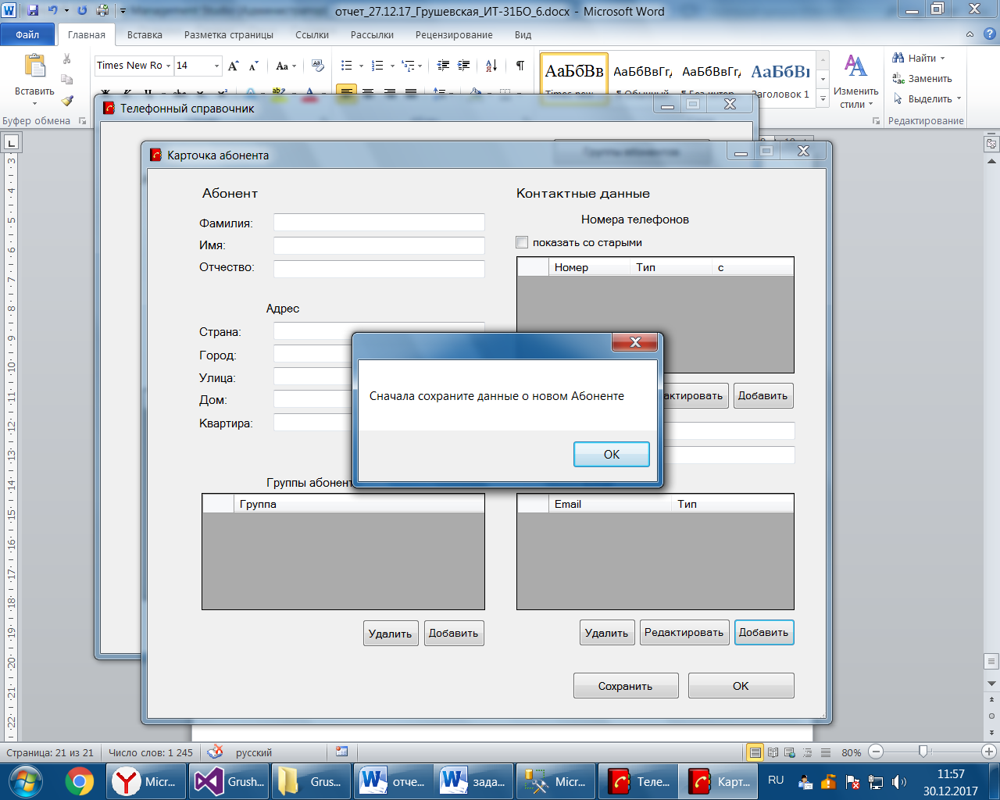 отчет_27.12.17_Грушевская_ИТ-31БО_6.docx - Microsoft Word
Файл Главная Вставка Разметка страницы Ссылки Рассылки Рецензирование Вид
Times New Ro 14
Вставить
Буфер обмена
АаБбВв АаБбВвГг, АаБбВвГг, АаБбВı
Заголовок 1
Изменить стили
Найти
Заменить
Выделить
Редактирование
Телефонный справочник
Карточка абонента
Абонент
Фамилия:
Имя:
Отчество:
Адрес
Страна:
Город:
Улица:
Дом:
Квартира:
Группы абонент
Группа
Удалить Добавить
Контактные данные
Номера телефонов
показать со старыми
Номер Тип с
актировать Добавить
Email Тип
Удалить Редактировать Добавить
Сохранить ОК
Сначала сохраните данные о новом Абоненте
ОК
Страница: 21 из 21 Число слов: 1 245 русский 80%
Micr... Grush... Grus... отче... зада... Micr... Теле... Карт... RU
11:57
30.12.2017